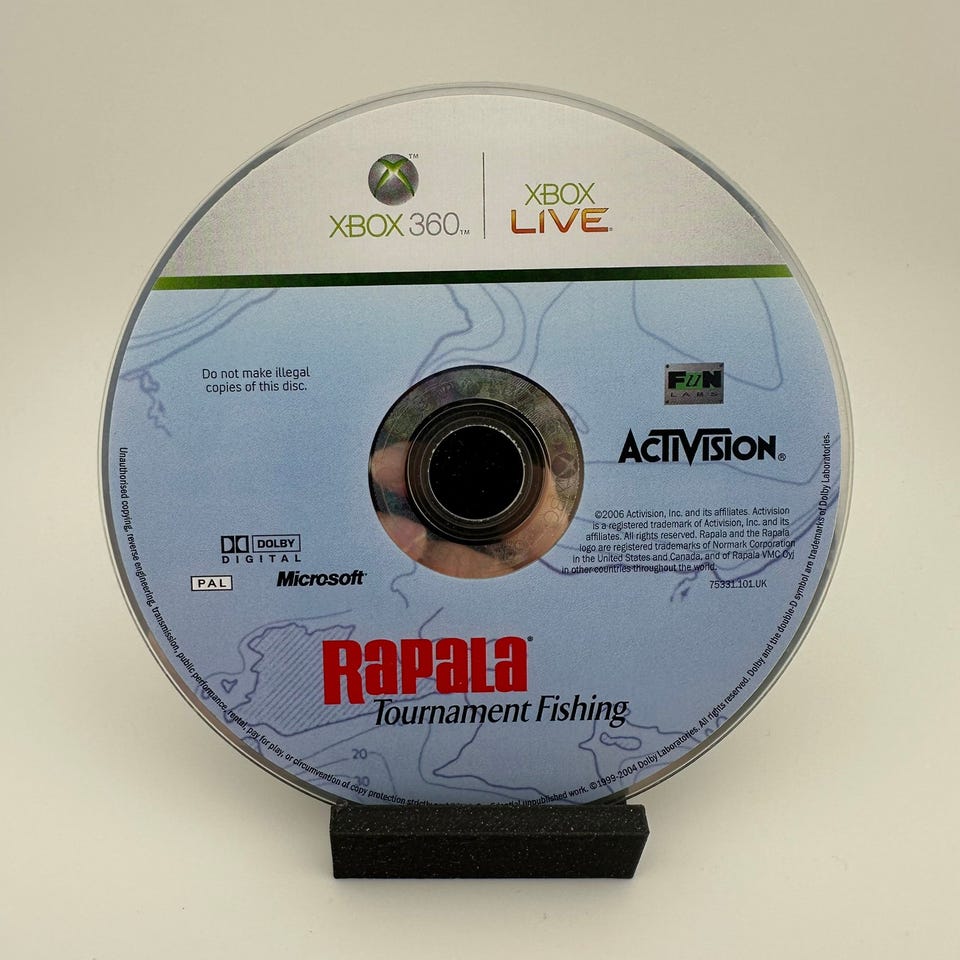 XBOX 360™
XBOX
LIVE®
Do not make illegal
copies of this disc.
FUN
LABS
ACTIVISION®
©2006 Activision, Inc. and its affiliates. Activision
is a registered trademark of Activision, Inc. and its
affiliates. All rights reserved. Rapala and the Rapala
logo are registered trademarks of Normark Corporation
in the United States and Canada, and of Rapala VMC Oyj
in other countries throughout the world.
75331.101.UK
DOLBY
DIGITAL
PAL
Microsoft®
RAPALA®
Tournament Fishing
20
30
Unauthorised copying, reverse engineering, transmission, public performance, rental, pay for play, or circumvention of copy protection strictly
unpublished work. ©1999-2004 Dolby Laboratories. All rights reserved. Dolby and the double-D symbol are trademarks of Dolby Laboratories.